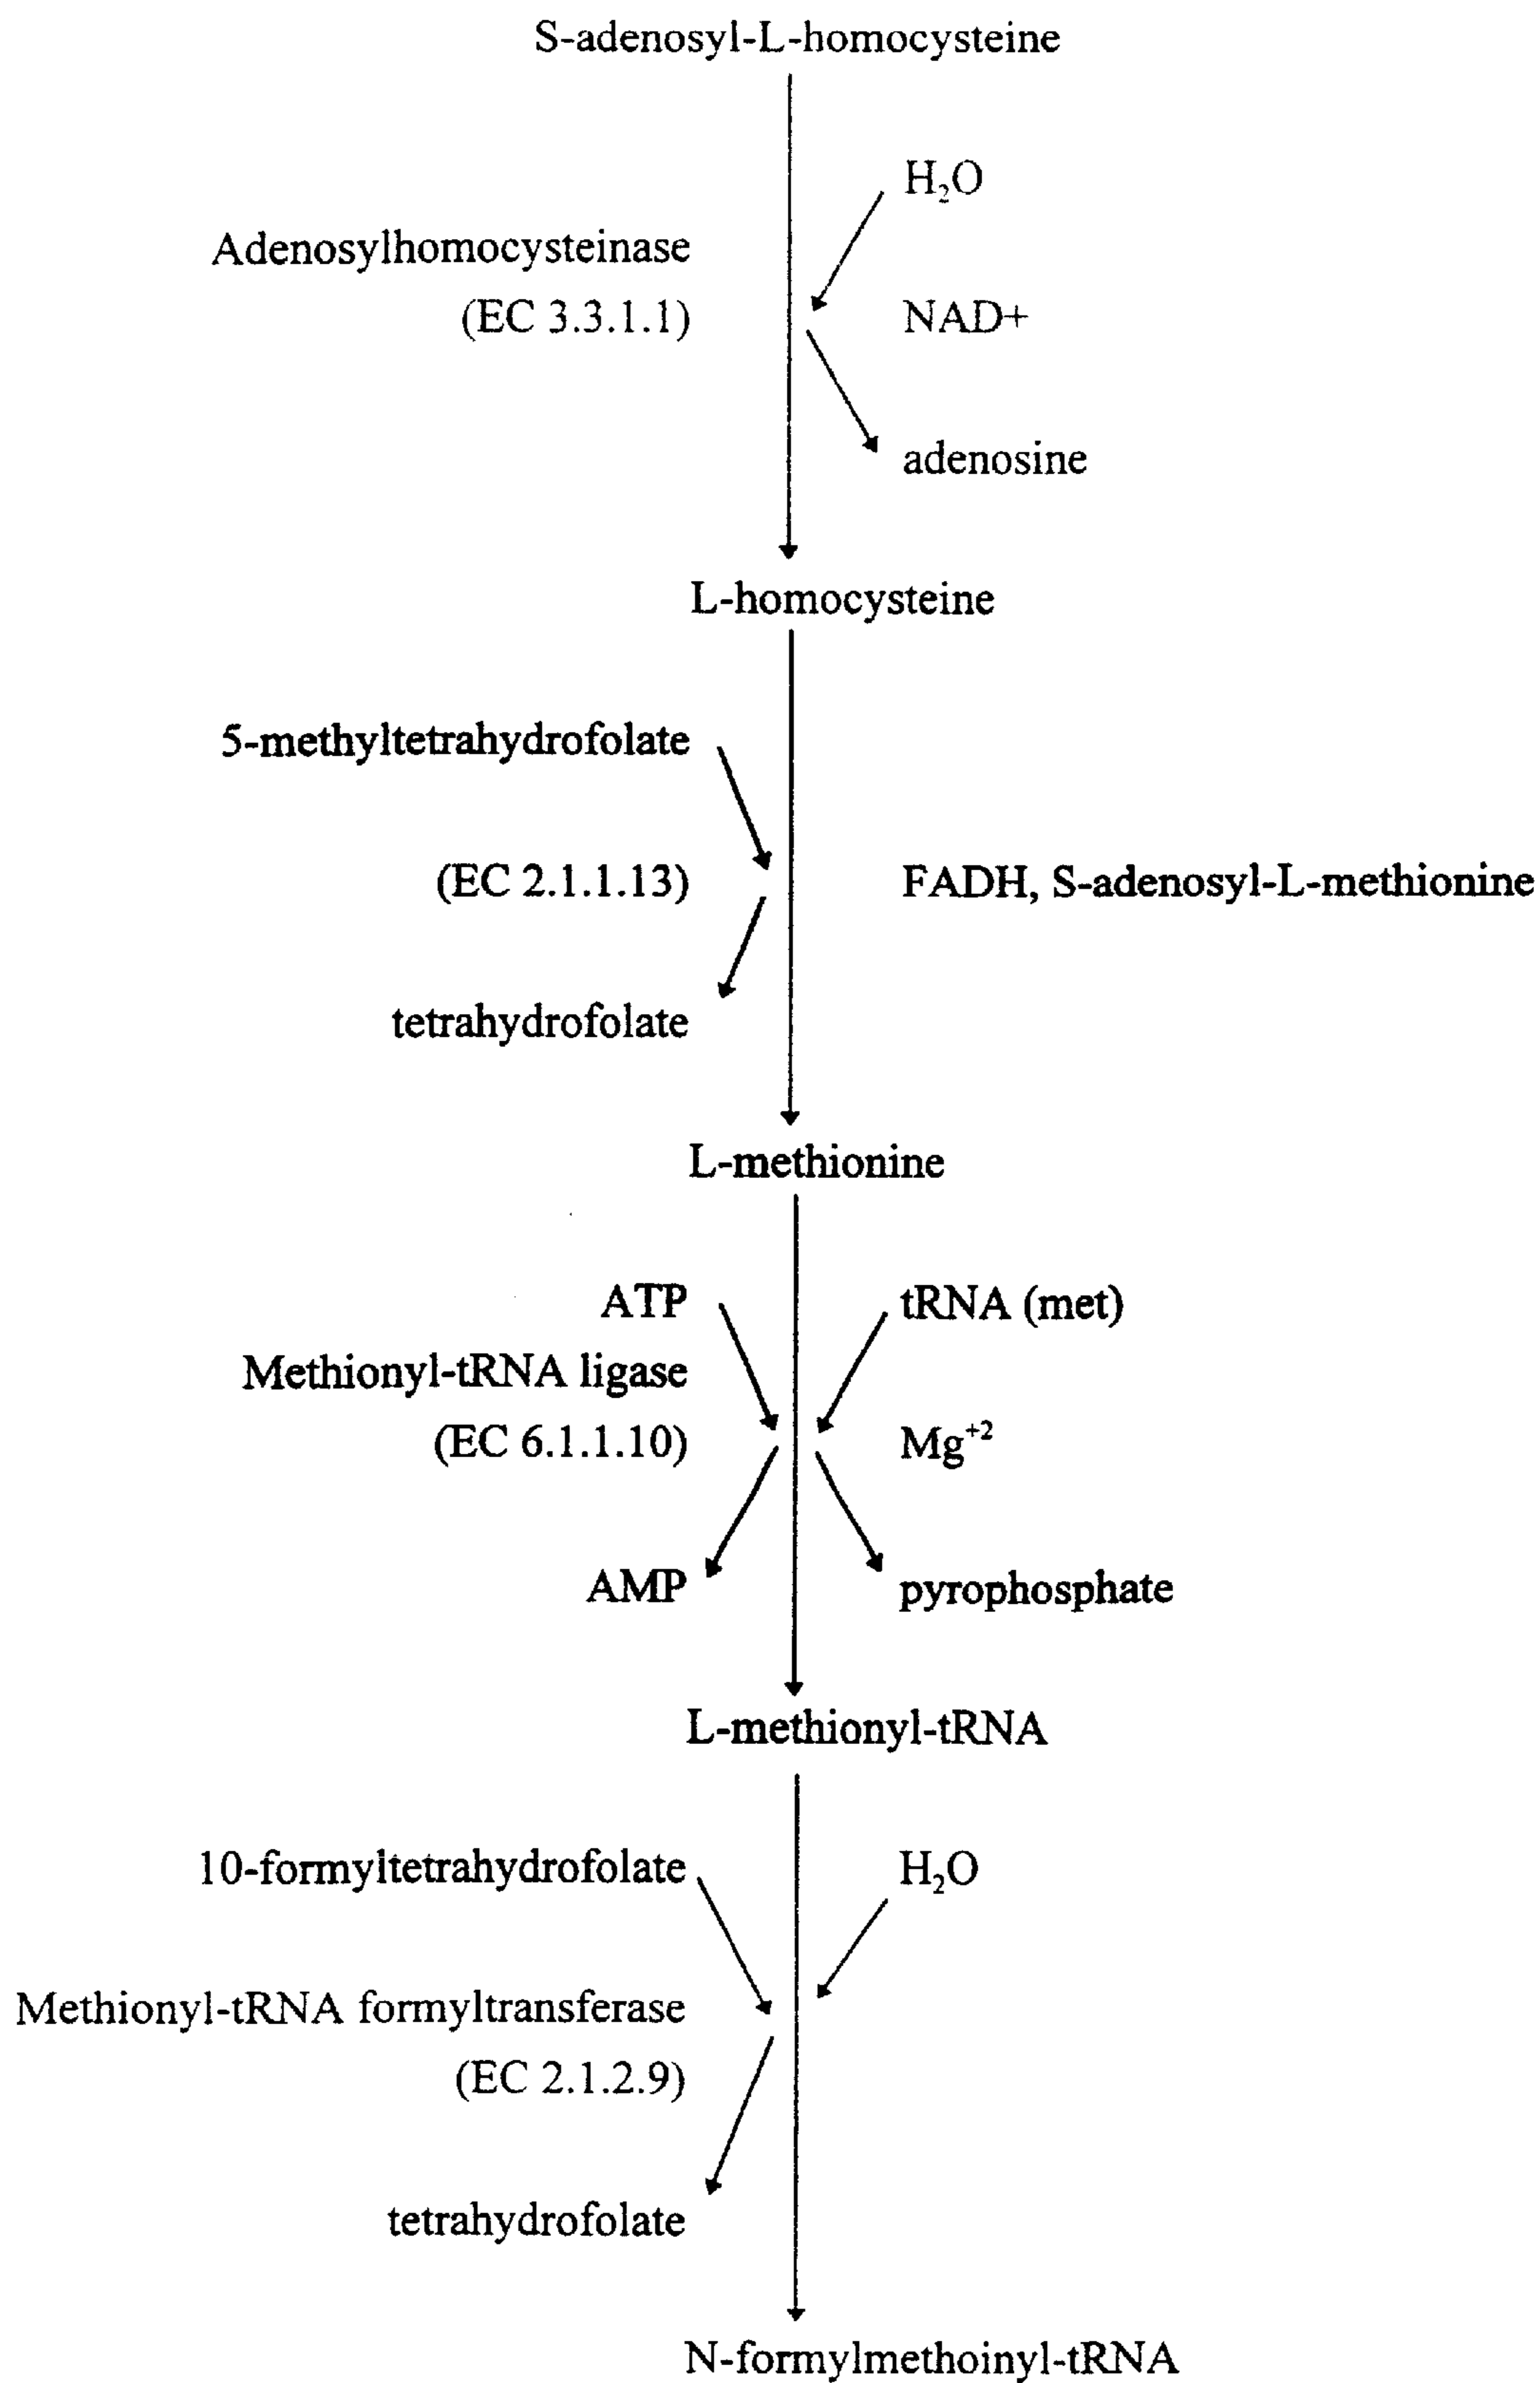 S-adenosyl-L-homocysteine
H₂O
Adenosylhomocysteinase
(EC 3.3.1.1)
NAD+
adenosine
L-homocysteine
5-methyltetrahydrofolate
(EC 2.1.1.13)
FADH, S-adenosyl-L-methionine
tetrahydrofolate
L-methionine
ATP
tRNA (met)
Methionyl-tRNA ligase
(EC 6.1.1.10)
Mg⁺²
AMP
pyrophosphate
L-methionyl-tRNA
10-formyltetrahydrofolate
H₂O
Methionyl-tRNA formyltransferase
(EC 2.1.2.9)
tetrahydrofolate
N-formylmethoinyl-tRNA